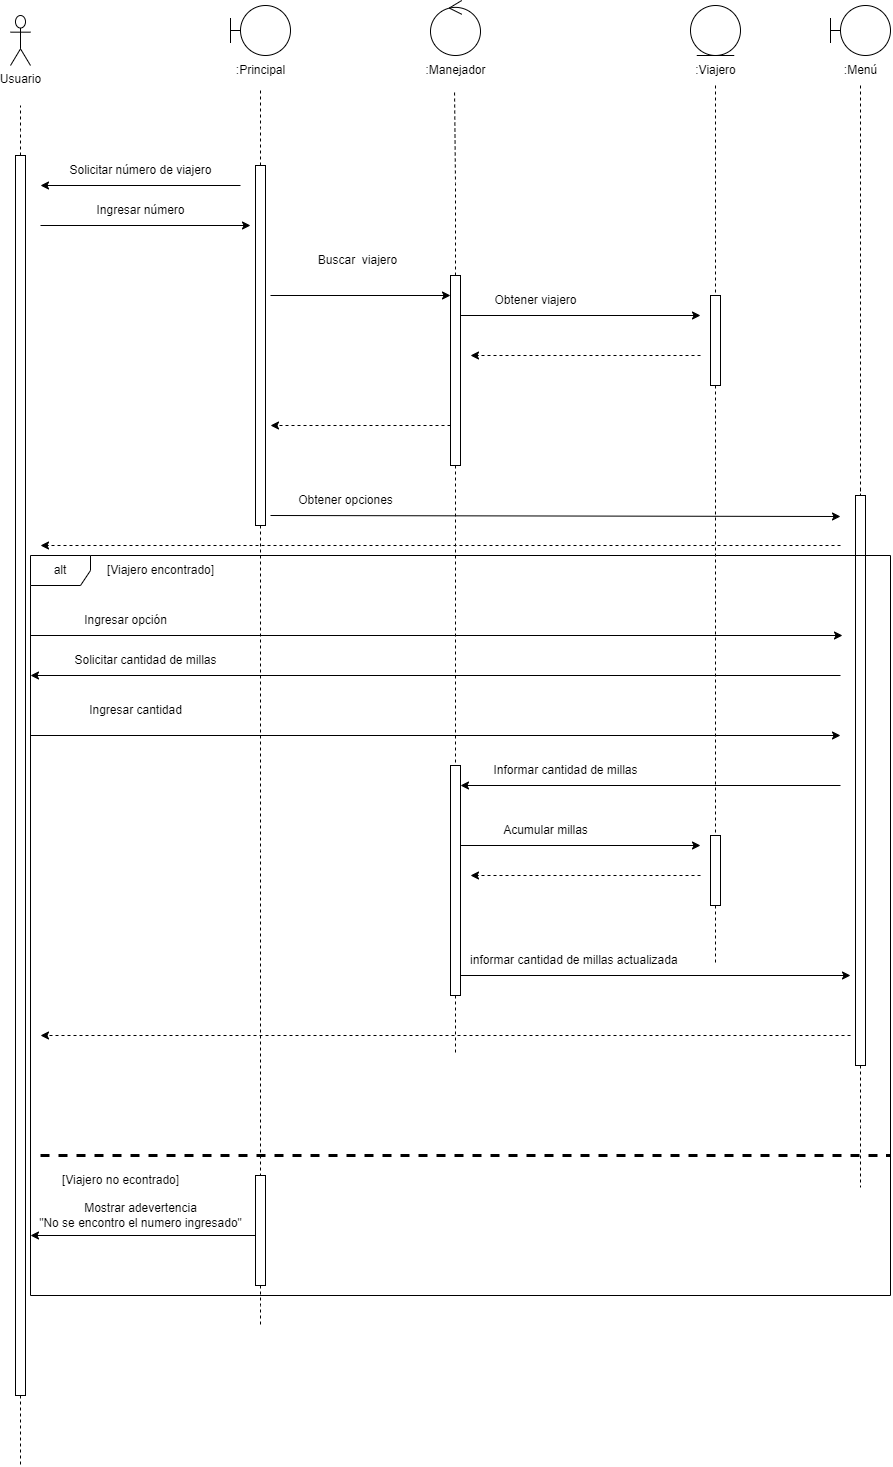 Usuario
:Principal
:Manejador
:Viajero
:Menú
Solicitar número de viajero
Ingresar número
Buscar  viajero
Obtener viajero
Obtener opciones
alt
[Viajero encontrado]
Ingresar opción
Solicitar cantidad de millas
Ingresar cantidad
Informar cantidad de millas
Acumular millas
informar cantidad de millas actualizada
[Viajero no econtrado]
Mostrar adevertencia
"No se encontro el numero ingresado"